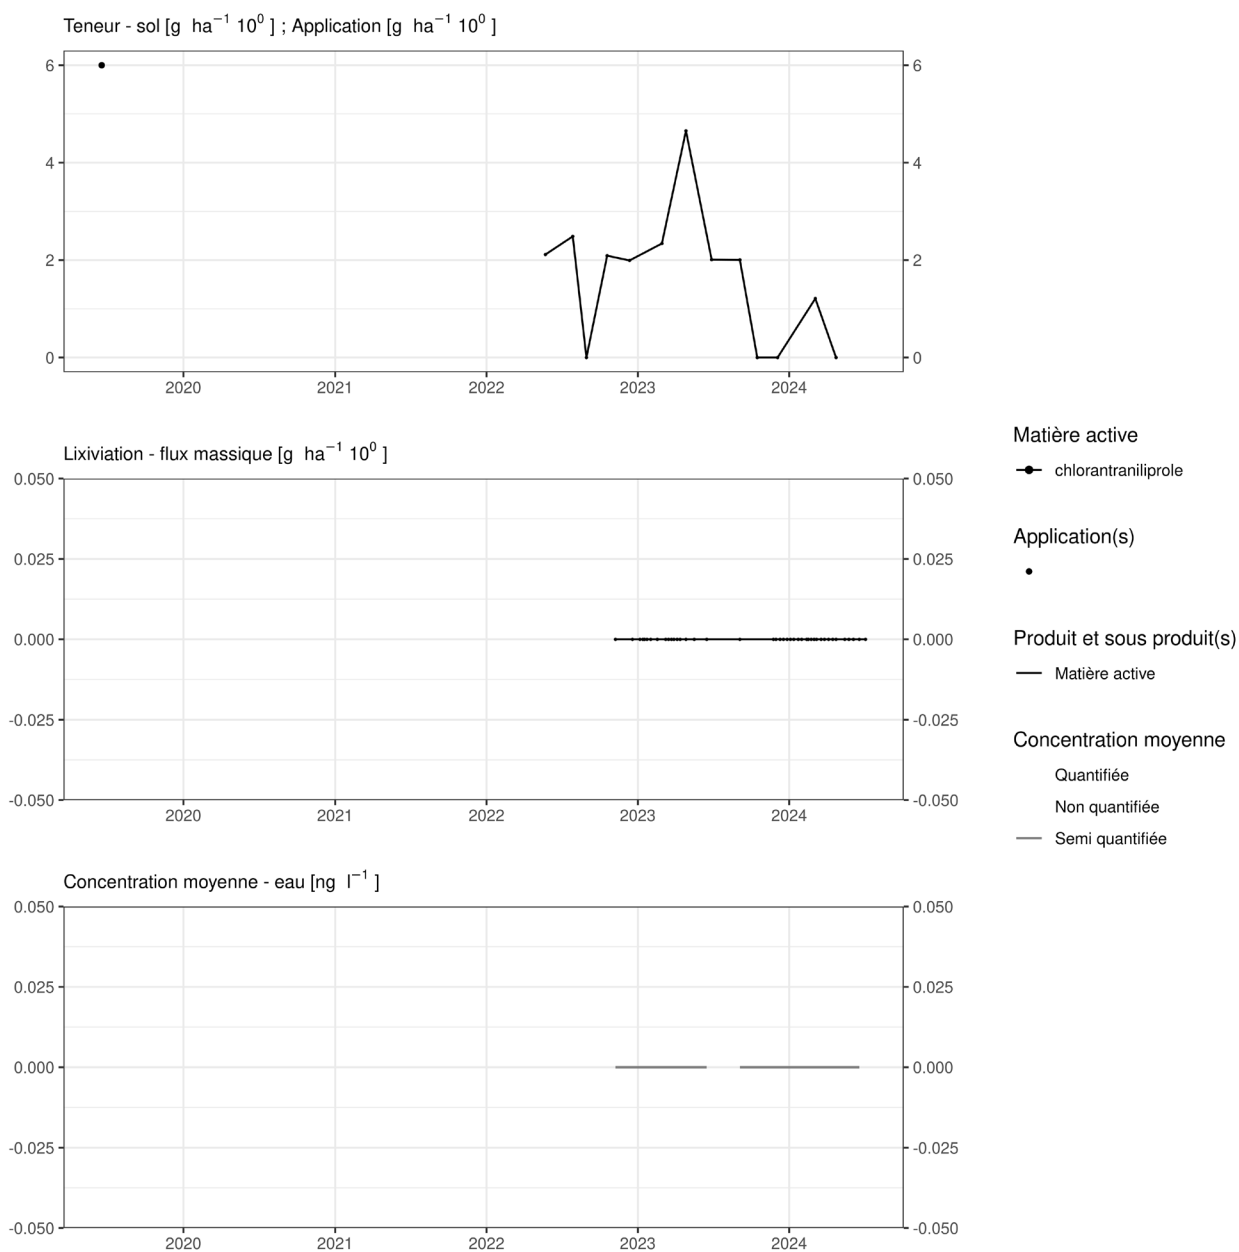 Teneur - sol [g ha⁻¹ 10⁰ ] ; Application [g ha⁻¹ 10⁰ ]
6 6
4 4
2 2
0 0
2020 2021 2022 2023 2024
Lixiviation - flux massique [g ha⁻¹ 10⁰ ]
0.050 0.050
0.025 0.025
0.000 0.000
-0.025 -0.025
-0.050 -0.050
2020 2021 2022 2023 2024
Concentration moyenne - eau [ng l⁻¹ ]
0.050 0.050
0.025 0.025
0.000 0.000
-0.025 -0.025
-0.050 -0.050
2020 2021 2022 2023 2024
Matière active
chlorantraniliprole
Application(s)
Produit et sous produit(s)
Matière active
Concentration moyenne
Quantifiée
Non quantifiée
Semi quantifiée